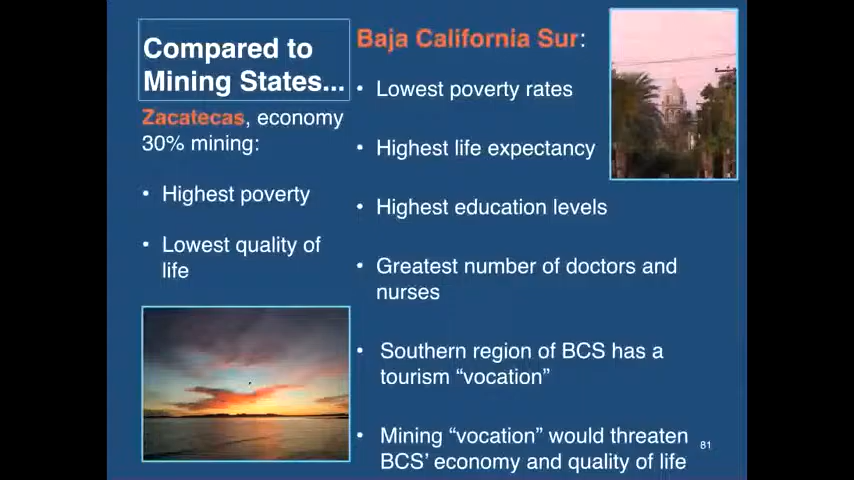 Compared to
Mining States...
Zacatecas, economy
30% mining:
• Highest poverty
• Lowest quality of
life
Baja California Sur:
• Lowest poverty rates
• Highest life expectancy
• Highest education levels
• Greatest number of doctors and
nurses
• Southern region of BCS has a
tourism “vocation”
• Mining “vocation” would threaten
BCS’ economy and quality of life
81